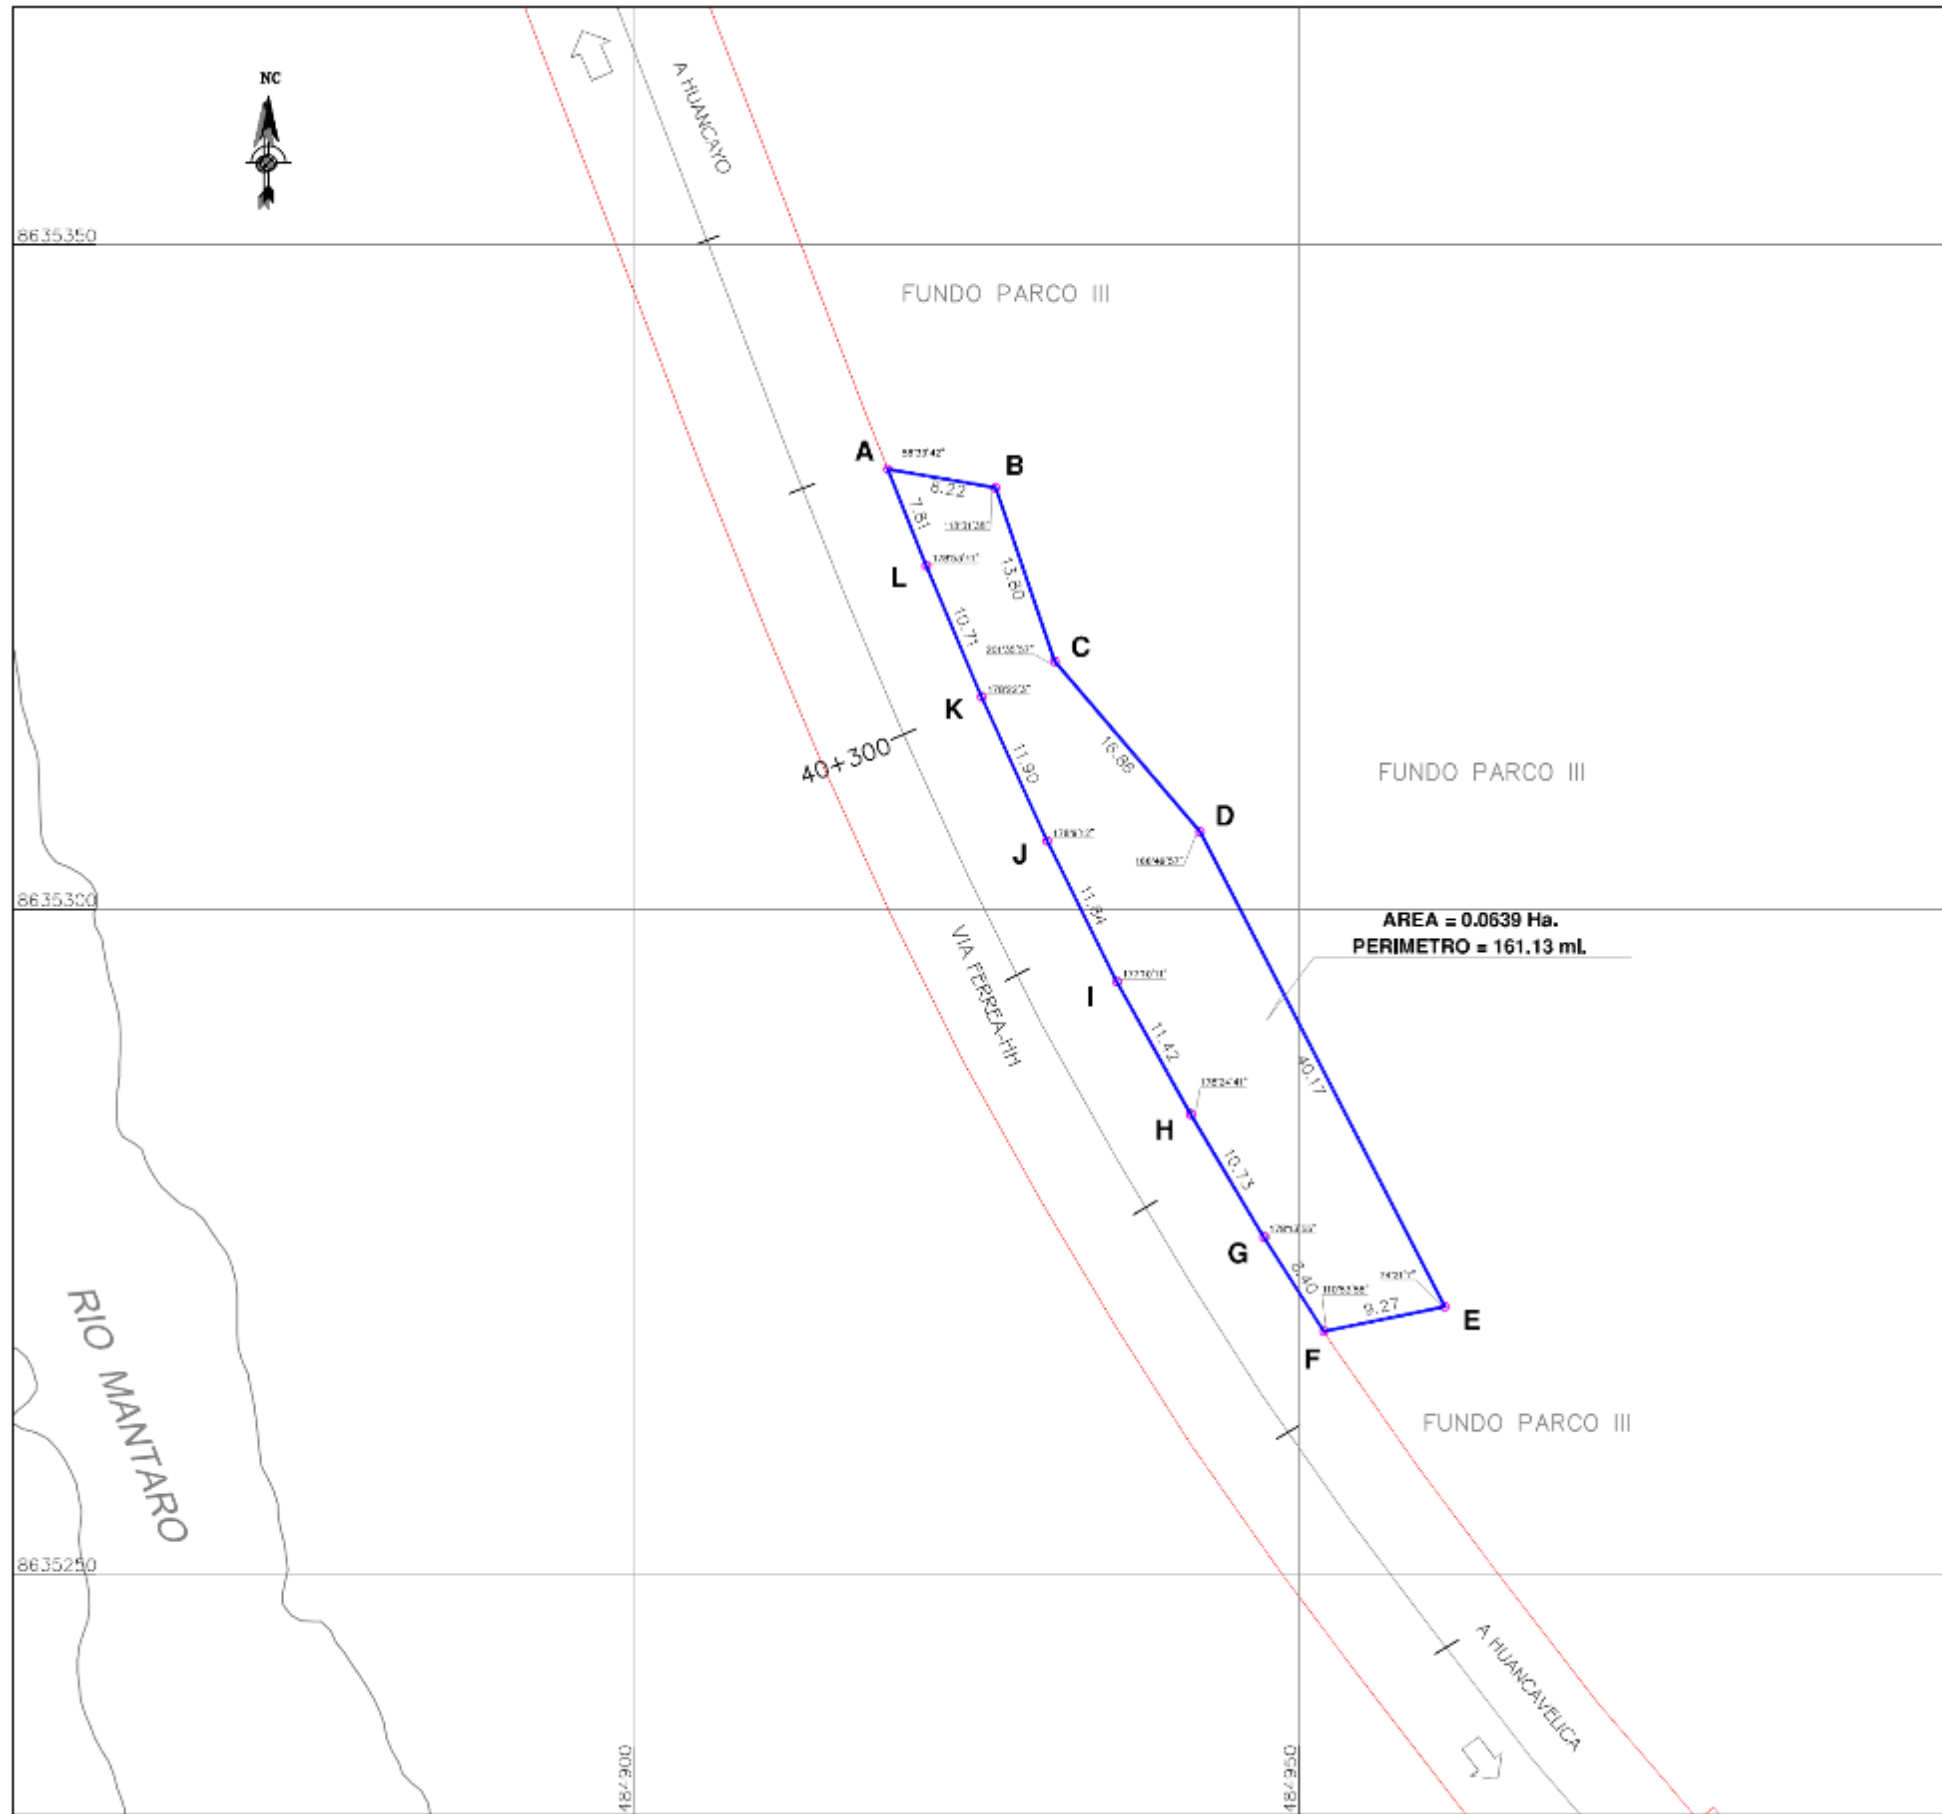 NC
A HUANCAYO
8635350
FUNDO PARCO III
A
B
8.22
7.81
L
13.80
10.71
C
K
40+300
11.90
16.86
FUNDO PARCO III
D
J
8635300
11.84
AREA = 0.0639 Ha.
PERIMETRO = 161.13 ml.
VIA FERREA-HH
I
11.42
40.17
H
10.73
G
8.40
9.27
E
F
RIO MANTARO
FUNDO PARCO III
8635250
A HUANCAVELICA